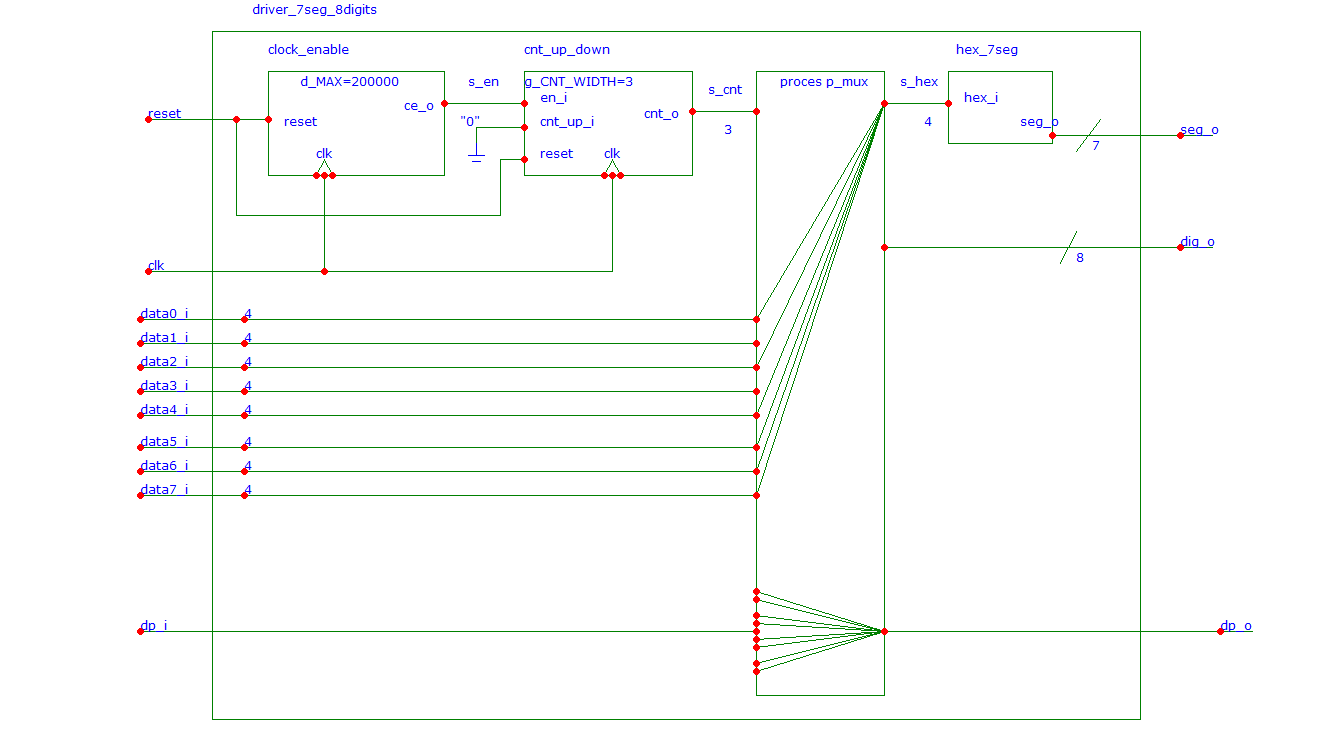 driver_7seg_8digits
clock_enable
cnt_up_down
hex_7seg
d_MAX=200000
s_en
g_CNT_WIDTH=3
proces p_mux
s_hex
s_cnt
ce_o
en_i
hex_i
reset
reset
"0"
cnt_up_i
cnt_o
3
4
seg_o
seg_o
clk
reset
clk
7
dig_o
8
clk
data0_i
4
data1_i
4
data2_i
4
data3_i
4
data4_i
4
data5_i
4
data6_i
4
data7_i
4
dp_i
dp_o